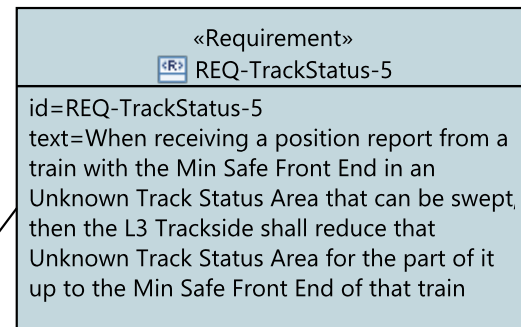 «Requirement»
<R> REQ-TrackStatus-5
id=REQ-TrackStatus-5
text=When receiving a position report from a
train with the Min Safe Front End in an
Unknown Track Status Area that can be swept,
then the L3 Trackside shall reduce that
Unknown Track Status Area for the part of it
up to the Min Safe Front End of that train